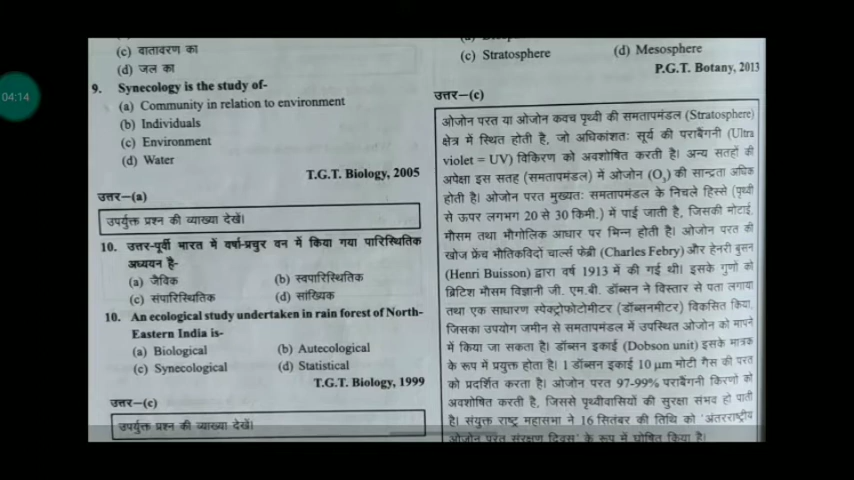 04:14
(c) वातावरण का
(d) जल का
9. Synecology is the study of-
(a) Community in relation to environment
(b) Individuals
(c) Environment
(d) Water
T.G.T. Biology, 2005
उत्तर–(a)
उपर्युक्त प्रश्न की व्याख्या देखें।
10. उत्तर-पूर्वी भारत में वर्षा-प्रचुर वन में किया गया पारिस्थितिक
अध्ययन है-
(a) जैविक (b) स्वपारिस्थितिक
(c) संपारिस्थितिक (d) सांख्यिक
10. An ecological study undertaken in rain forest of North-
Eastern India is-
(a) Biological (b) Autecological
(c) Synecological (d) Statistical
T.G.T. Biology, 1999
उत्तर–(c)
उपर्युक्त प्रश्न की व्याख्या देखें।
(c) Stratosphere (d) Mesosphere
P.G.T. Botany, 2013
उत्तर–(c)
ओजोन परत या ओजोन कवच पृथ्वी की समतापमंडल (Stratosphere)
क्षेत्र में स्थित होती है, जो अधिकांशतः सूर्य की पराबैंगनी (Ultra
violet = UV) विकिरण को अवशोषित करती है। अन्य सतहों की
अपेक्षा इस सतह (समतापमंडल) में ओजोन (O₃) की सान्द्रता अधिक
होती है। ओजोन परत मुख्यतः समतापमंडल के निचले हिस्से (पृथ्वी
से ऊपर लगभग 20 से 30 किमी.) में पाई जाती है, जिसकी मोटाई,
मौसम तथा भौगोलिक आधार पर भिन्न होती है। ओजोन परत की
खोज फ्रेंच भौतिकविदों चार्ल्स फेब्री (Charles Febry) और हेनरी बुसन
(Henri Buisson) द्वारा वर्ष 1913 में की गई थी। इसके गुणों को
ब्रिटिश मौसम विज्ञानी जी. एम.बी. डॉब्सन ने विस्तार से पता लगाया
तथा एक साधारण स्पेक्ट्रोफोटोमीटर (डॉब्सनमीटर) विकसित किया,
जिसका उपयोग जमीन से समतापमंडल में उपस्थित ओजोन को मापने
में किया जा सकता है। डॉब्सन इकाई (Dobson unit) इसके मात्रक
के रूप में प्रयुक्त होता है। 1 डॉब्सन इकाई 10 μm मोटी गैस की परत
को प्रदर्शित करता है। ओजोन परत 97-99% पराबैंगनी किरणों को
अवशोषित करती है, जिससे पृथ्वीवासियों की सुरक्षा संभव हो पाती
है। संयुक्त राष्ट्र महासभा ने 16 सितंबर की तिथि को 'अंतरराष्ट्रीय
ओजोन परत संरक्षण दिवस' के रूप में घोषित किया है।